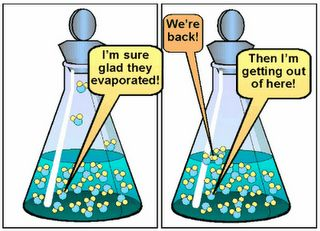 I'm sure
glad they
evaporated!
We're
back!
Then I'm
getting out
of here!